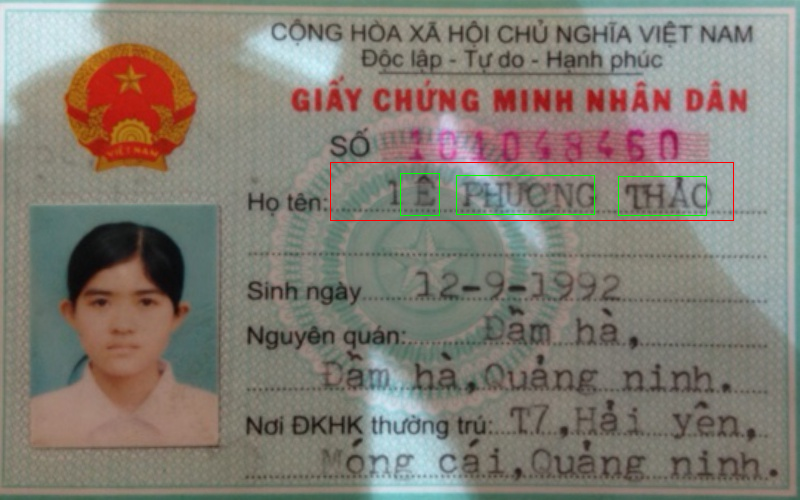 CỘNG HÒA XÃ HỘI CHỦ NGHĨA VIỆT NAM
Độc lập - Tự do - Hạnh phúc
GIẤY CHỨNG MINH NHÂN DÂN
VIỆT NAM
SỐ 101048460
Họ tên: LÊ PHƯƠNG THẢO
Sinh ngày 12-9-1992
Nguyên quán: Đầm hà,
Đầm hà, Quảng ninh.
Nơi ĐKHK thường trú: T7, Hải yên,
Móng cái, Quảng ninh.